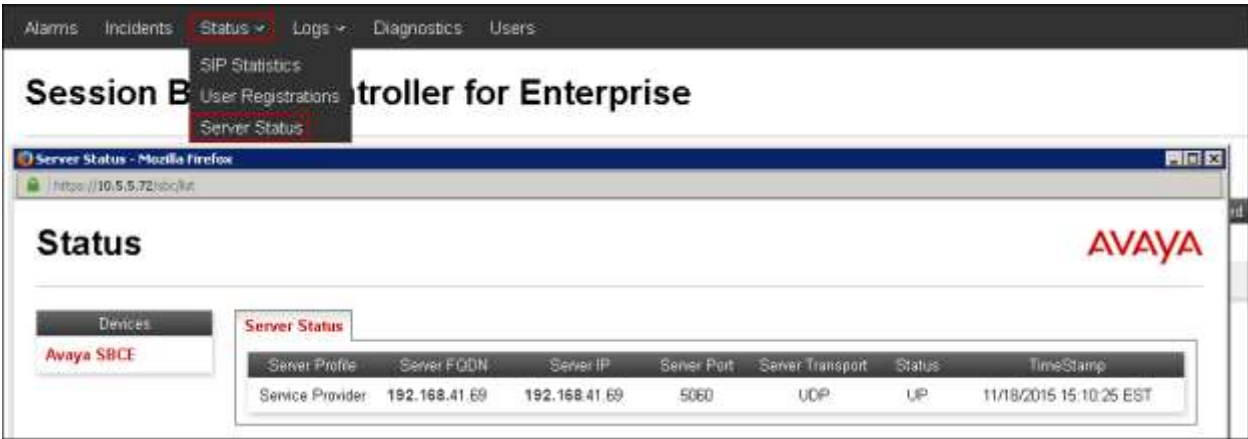 Alarms Incidents Status Logs Diagnostics Users
SIP Statistics
Session B troller for Enterprise
User Registrations
Server Status
Server Status - Mozilla Firefox
https://10.5.5.72/sbc/list
Status
AVAYA
Devices
Server Status
Avaya SBCE
Server Profile Server FQDN Server IP Server Port Server Transport Status TimeStamp
Service Provider 192.168.41.69 192.168.41.69 5060 UDP UP 11/18/2015 15:10:25 EST